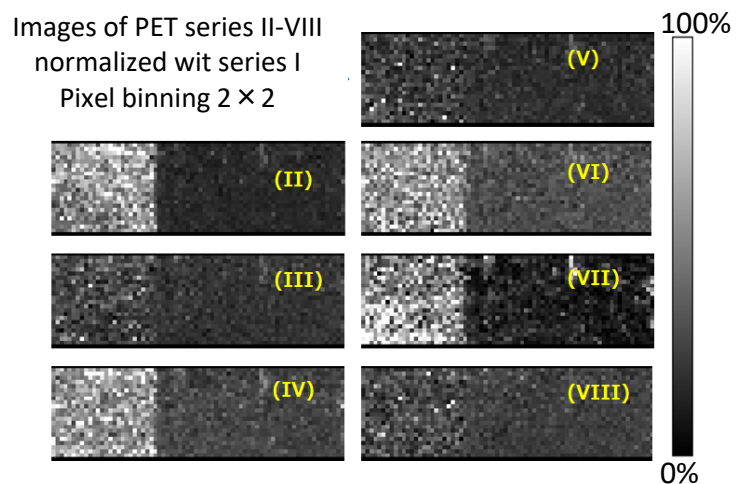 Images of PET series II-VIII
normalized wit series I
Pixel binning 2×2
100%
(V)
(II)
(VI)
(III)
(VII)
(IV)
(VIII)
0%